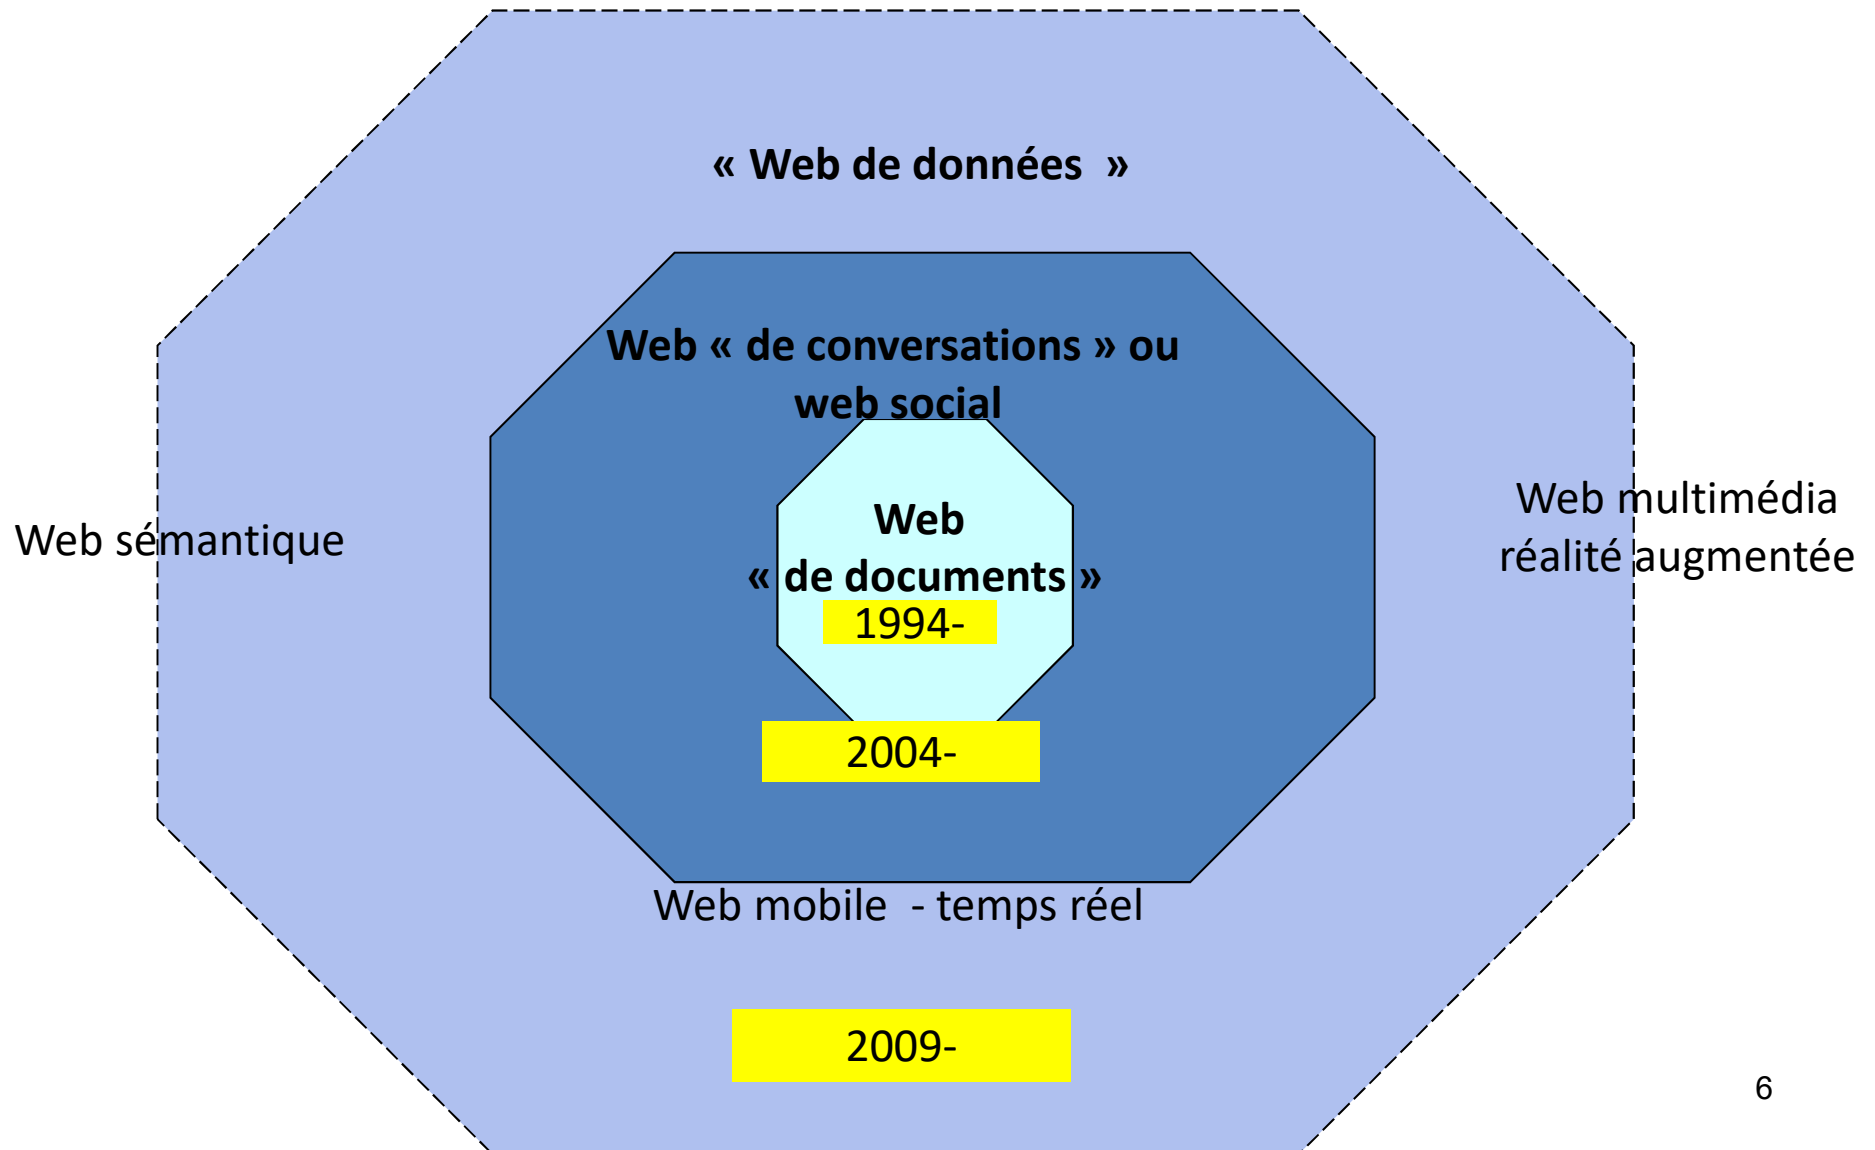 « Web de données  »
Web « de conversations » ou
web social
Web
« de documents »
1994-
Web sémantique
Web multimédia
réalité augmentée
2004-
Web mobile  - temps réel
2009-
6